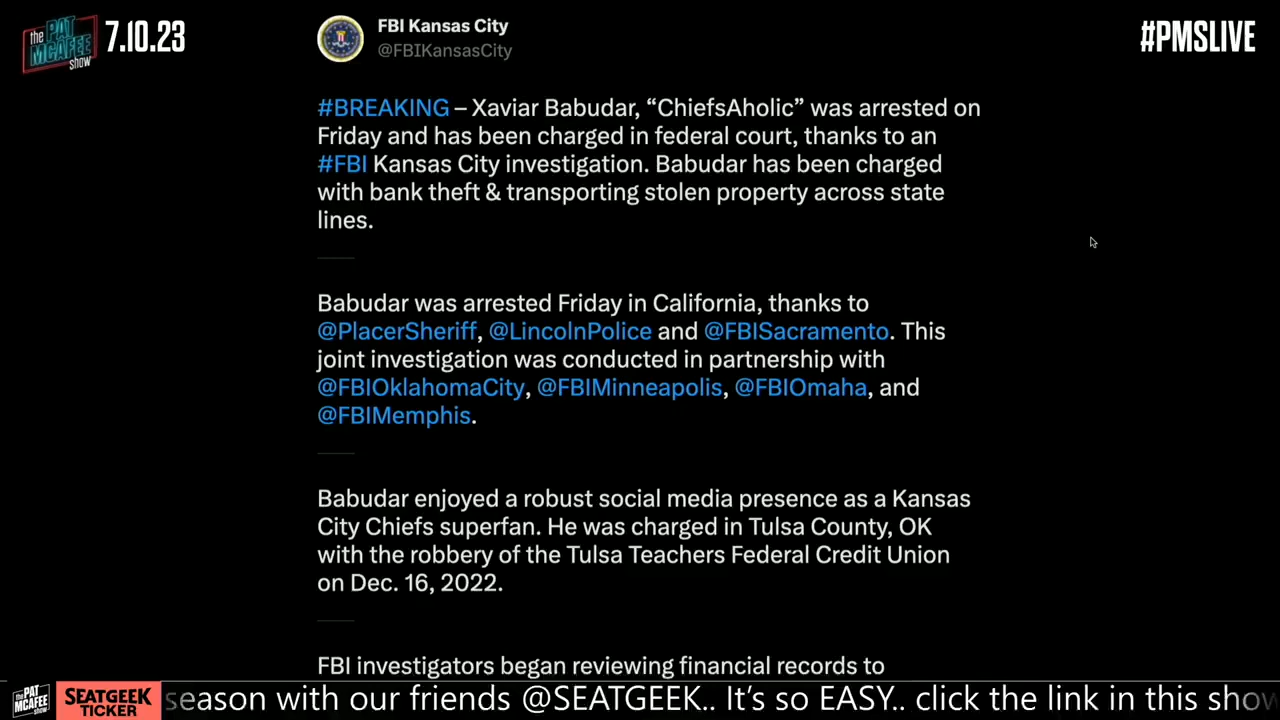 the PAT MCAFEE show
7.10.23
#PMSLIVE
FBI Kansas City
@FBIKansasCity
#BREAKING – Xaviar Babudar, “ChiefsAholic” was arrested on
Friday and has been charged in federal court, thanks to an
#FBI Kansas City investigation. Babudar has been charged
with bank theft & transporting stolen property across state
lines.
Babudar was arrested Friday in California, thanks to
@PlacerSheriff, @LincolnPolice and @FBISacramento. This
joint investigation was conducted in partnership with
@FBIOklahomaCity, @FBIMinneapolis, @FBIOmaha, and
@FBIMemphis.
Babudar enjoyed a robust social media presence as a Kansas
City Chiefs superfan. He was charged in Tulsa County, OK
with the robbery of the Tulsa Teachers Federal Credit Union
on Dec. 16, 2022.
FBI investigators began reviewing financial records to
the PAT MCAFEE show
SEATGEEK
TICKER
season with our friends @SEATGEEK.. It’s so EASY.. click the link in this show